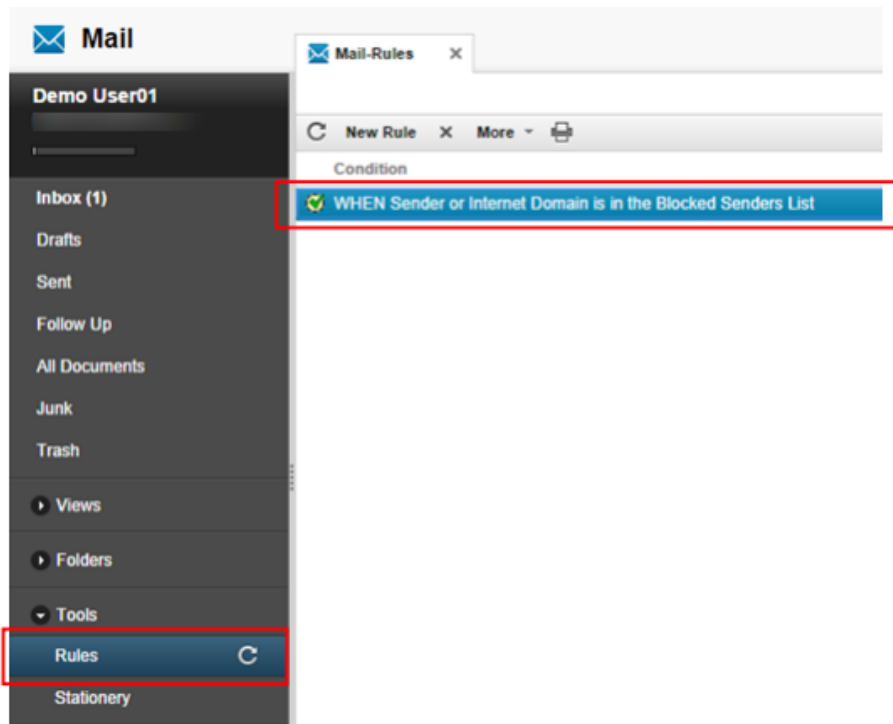 Mail
Mail-Rules
Demo User01
New Rule More
Condition
WHEN Sender or Internet Domain is in the Blocked Senders List
Inbox (1)
Drafts
Sent
Follow Up
All Documents
Junk
Trash
Views
Folders
Tools
Rules
Stationery